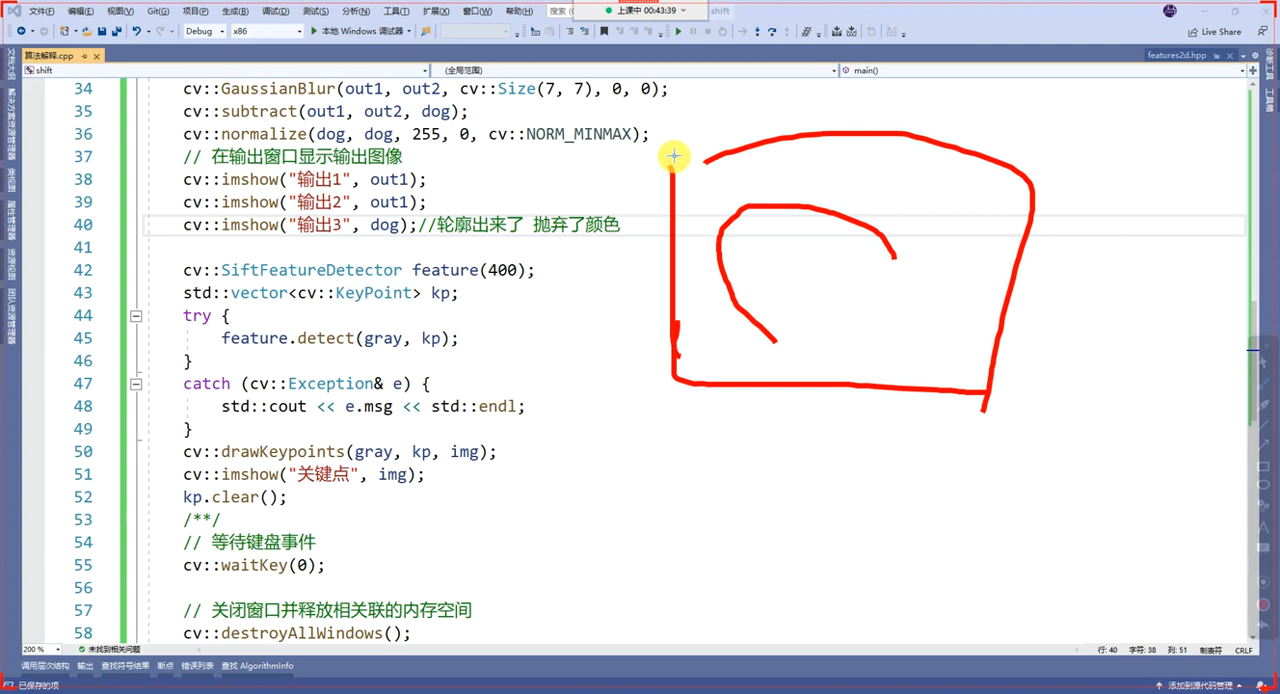 文件(F) 编辑(E) 视图(V) Git(G) 项目(P) 生成(B) 调试(D) 测试(S) 分析(N) 工具(T) 扩展(X) 窗口(W) 帮助(H) 搜索 ( 上课中 00:43:39 shift
Debug x86 本地 Windows 调试器 Live Share
算法解释.cpp features2d.hpp
shift (全局范围) main()
34 cv::GaussianBlur(out1, out2, cv::Size(7, 7), 0, 0);
35 cv::subtract(out1, out2, dog);
36 cv::normalize(dog, dog, 255, 0, cv::NORM_MINMAX);
37 // 在输出窗口显示输出图像
38 cv::imshow("输出1", out1);
39 cv::imshow("输出2", out1);
40 cv::imshow("输出3", dog);//轮廓出来了 抛弃了颜色
41
42 cv::SiftFeatureDetector feature(400);
43 std::vector<cv::KeyPoint> kp;
44 try {
45 feature.detect(gray, kp);
46 }
47 catch (cv::Exception& e) {
48 std::cout << e.msg << std::endl;
49 }
50 cv::drawKeypoints(gray, kp, img);
51 cv::imshow("关键点", img);
52 kp.clear();
53 /**/
54 // 等待键盘事件
55 cv::waitKey(0);
56
57 // 关闭窗口并释放相关联的内存空间
58 cv::destroyAllWindows();
200 % 未找到相关问题 行: 40 字符: 38 列: 51 制表符 CRLF
调用层次结构 输出 查找符号结果 断点 错误列表 查找 AlgorithmInfo
已保存的项 添加到源代码管理